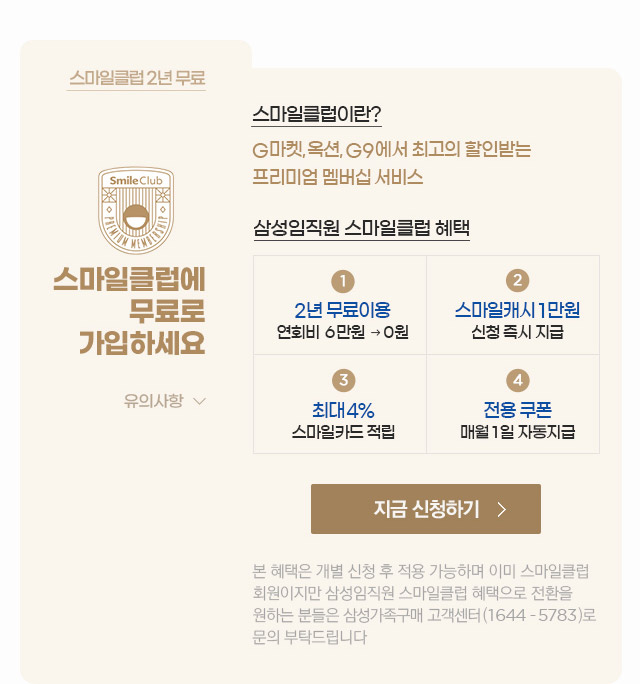 스마일클럽 2년 무료
SmileClub
PREMIUM MEMBERSHIP
스마일클럽에
무료로
가입하세요
유의사항
스마일클럽이란?
G마켓, 옥션, G9에서 최고의 할인받는
프리미엄 멤버십 서비스
삼성임직원 스마일클럽 혜택
1
2년 무료이용
연회비 6만원 → 0원
2
스마일캐시 1만원
신청 즉시 지급
3
최대 4%
스마일카드 적립
4
전용 쿠폰
매월 1일 자동지급
지금 신청하기
본 혜택은 개별 신청 후 적용 가능하며 이미 스마일클럽
회원이지만 삼성임직원 스마일클럽 혜택으로 전환을
원하는 분들은 삼성가족구매 고객센터(1644 - 5783)로
문의 부탁드립니다